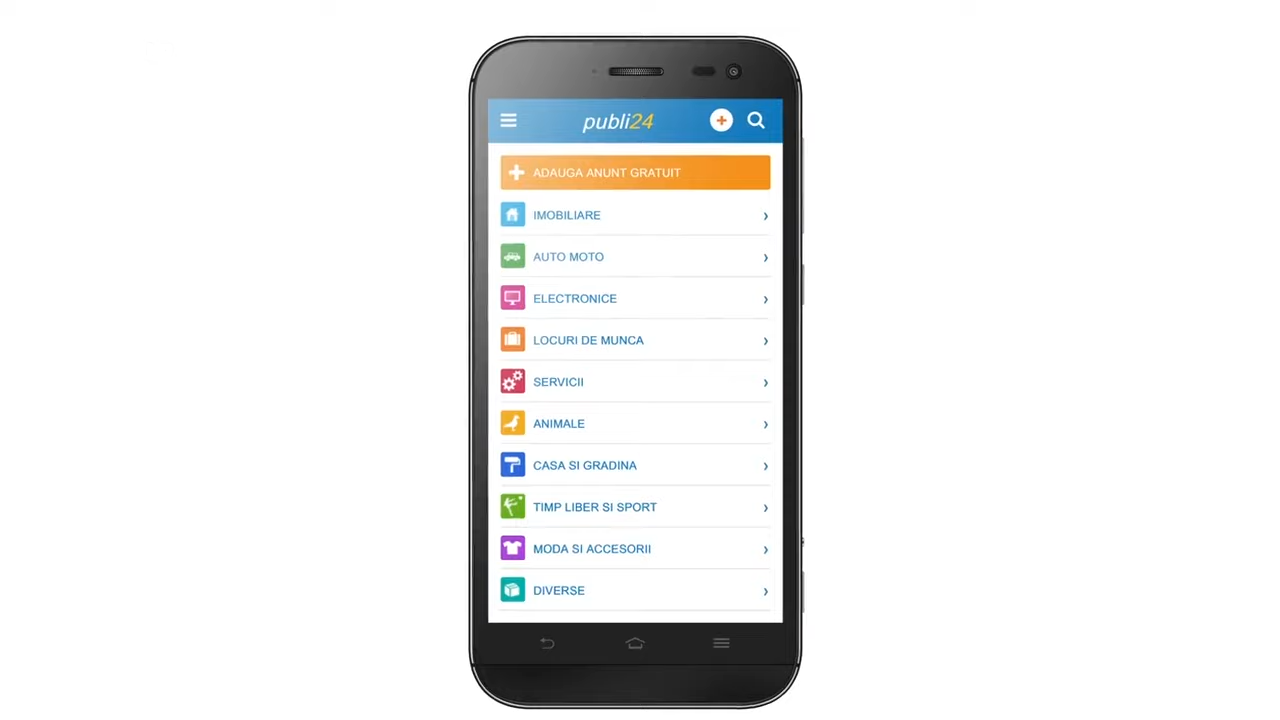 publi24
ADAUGA ANUNT GRATUIT
IMOBILIARE
AUTO MOTO
ELECTRONICE
LOCURI DE MUNCA
SERVICII
ANIMALE
CASA SI GRADINA
TIMP LIBER SI SPORT
MODA SI ACCESORII
DIVERSE